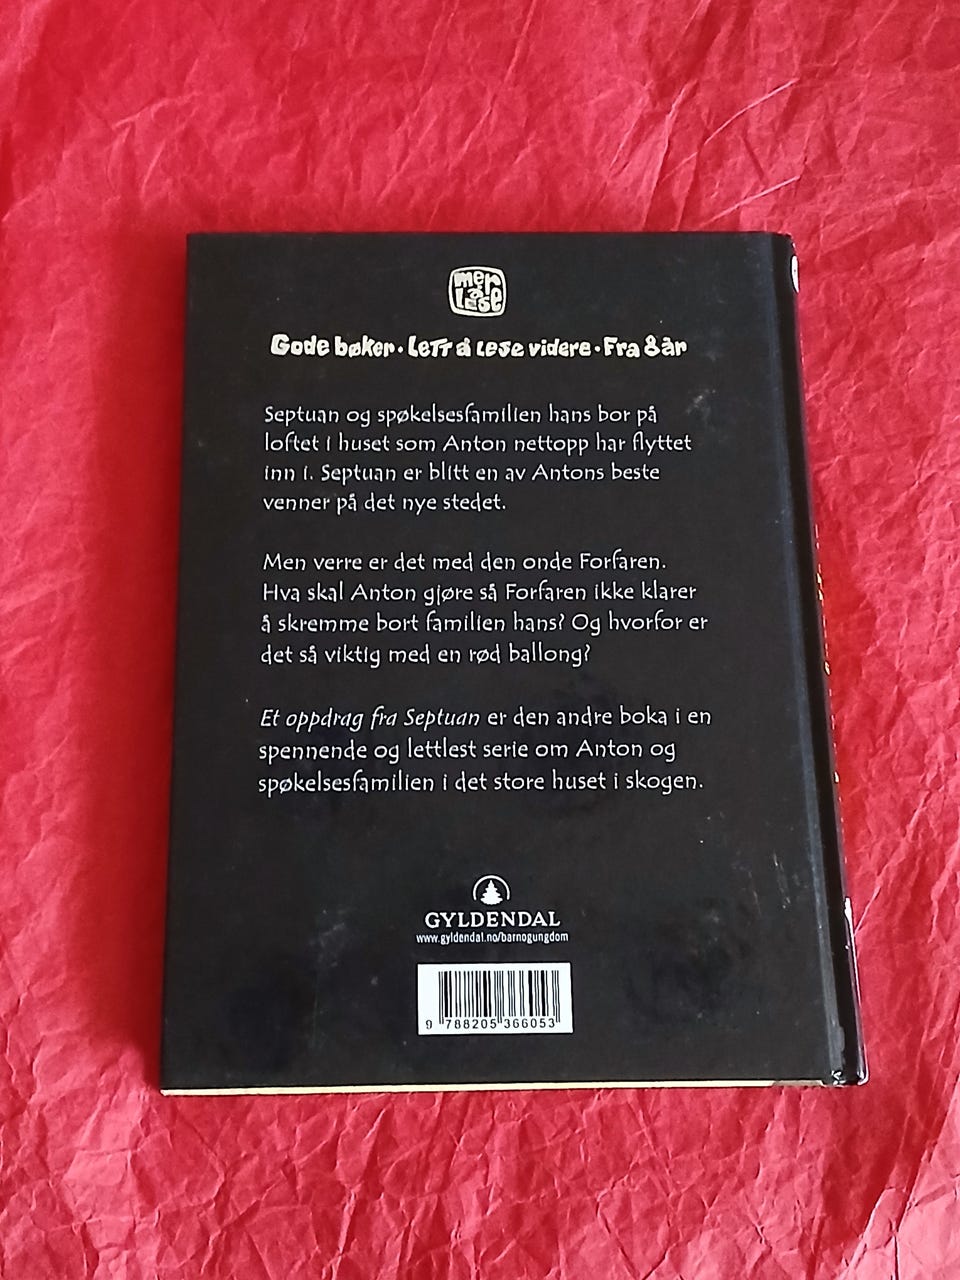 mer
å
Lese
Gode bøker · Lett å lese videre · Fra 8 år
Septuan og spøkelsesfamilien hans bor på
loftet i huset som Anton nettopp har flyttet
inn i. Septuan er blitt en av Antons beste
venner på det nye stedet.
Men verre er det med den onde Forfaren.
Hva skal Anton gjøre så Forfaren ikke klarer
å skremme bort familien hans? Og hvorfor er
det så viktig med en rød ballong?
Et oppdrag fra Septuan er den andre boka i en
spennende og lettlest serie om Anton og
spøkelsesfamilien i det store huset i skogen.
GYLDENDAL
www.gyldendal.no/barnogungdom
9 788205 366053